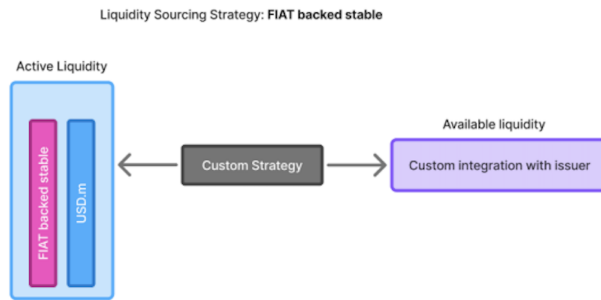 Liquidity Sourcing Strategy: FIAT backed stable
Active Liquidity
FIAT backed stable
USD.m
Custom Strategy
Available liquidity
Custom integration with issuer